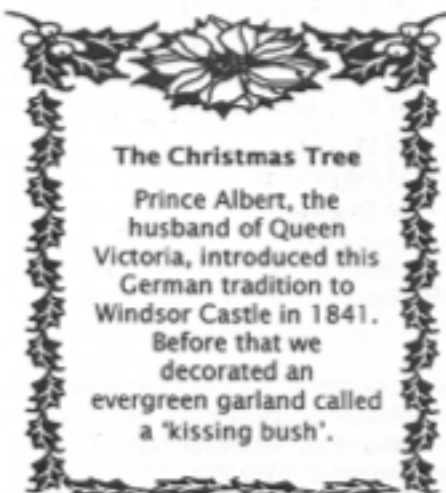 The Christmas Tree
Prince Albert, the
husband of Queen
Victoria, introduced this
German tradition to
Windsor Castle in 1841.
Before that we
decorated an
evergreen garland called
a 'kissing bush'.